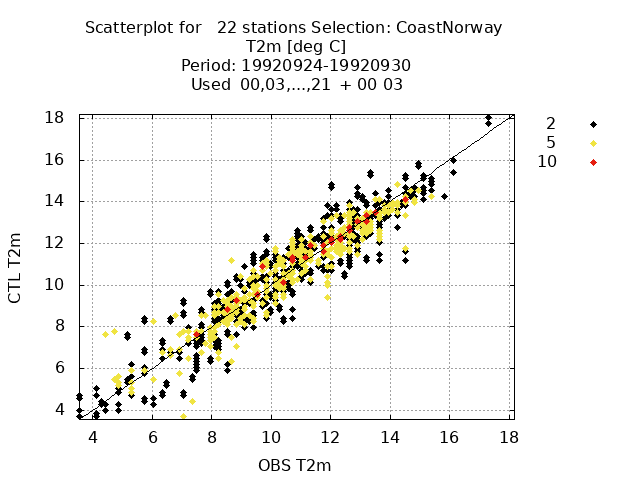 Scatterplot for   22 stations Selection: CoastNorway
T2m [deg C]
Period: 19920924-19920930
Used  00,03,...,21  + 00 03
2
5
10
18
16
14
12
10
8
6
4
CTL T2m
4 6 8 10 12 14 16 18
OBS T2m